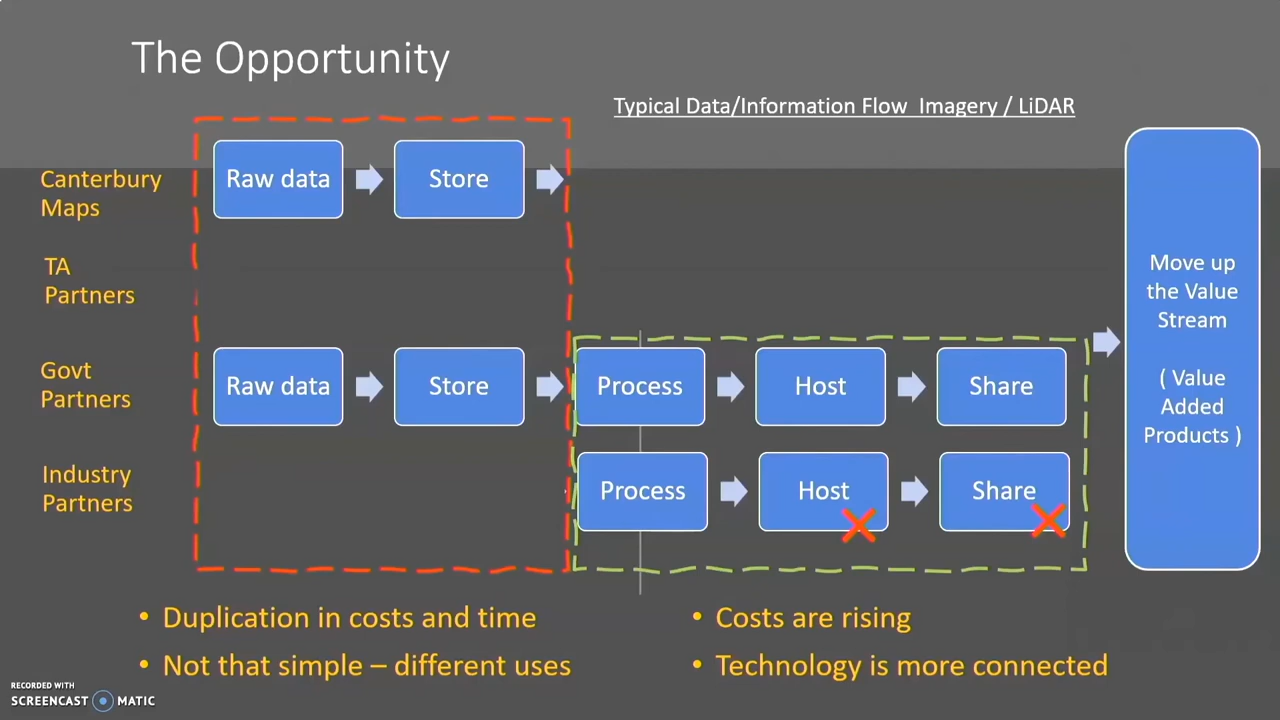 The Opportunity
Typical Data/Information Flow Imagery / LiDAR
Canterbury
Maps
Raw data
Store
TA
Partners
Govt
Partners
Raw data
Store
Process
Host
Share
Industry
Partners
Process
Host
Share
Move up
the Value
Stream
( Value
Added
Products )
• Duplication in costs and time
• Not that simple – different uses
• Costs are rising
• Technology is more connected
RECORDED WITH
SCREENCAST MATIC